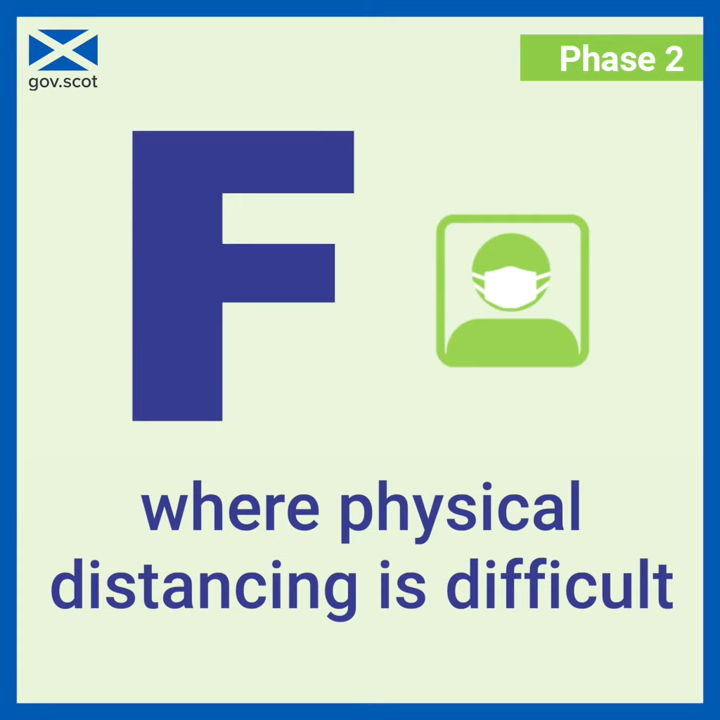 gov.scot
Phase 2
F
where physical
distancing is difficult